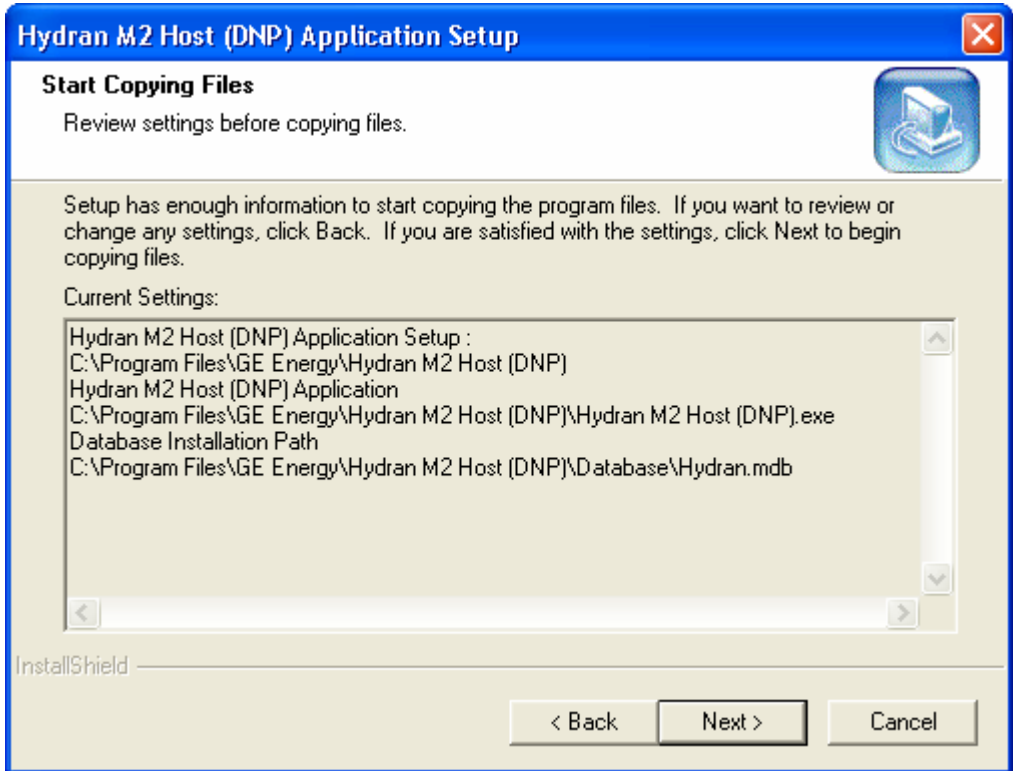 Hydran M2 Host (DNP) Application Setup
Start Copying Files
Review settings before copying files.
Setup has enough information to start copying the program files.  If you want to review or
change any settings, click Back.  If you are satisfied with the settings, click Next to begin
copying files.
Current Settings:
Hydran M2 Host (DNP) Application Setup :
C:\Program Files\GE Energy\Hydran M2 Host (DNP)
Hydran M2 Host (DNP) Application
C:\Program Files\GE Energy\Hydran M2 Host (DNP)\Hydran M2 Host (DNP).exe
Database Installation Path
C:\Program Files\GE Energy\Hydran M2 Host (DNP)\Database\Hydran.mdb
InstallShield
< Back
Next >
Cancel